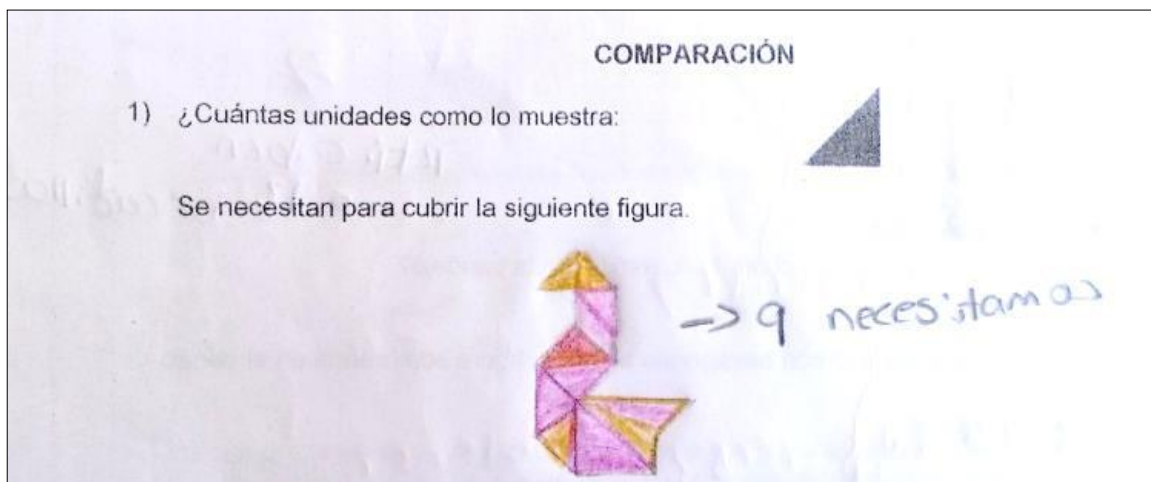 COMPARACIÓN
1) ¿Cuántas unidades como lo muestra:
Se necesitan para cubrir la siguiente figura.
-> 9 necesitamos